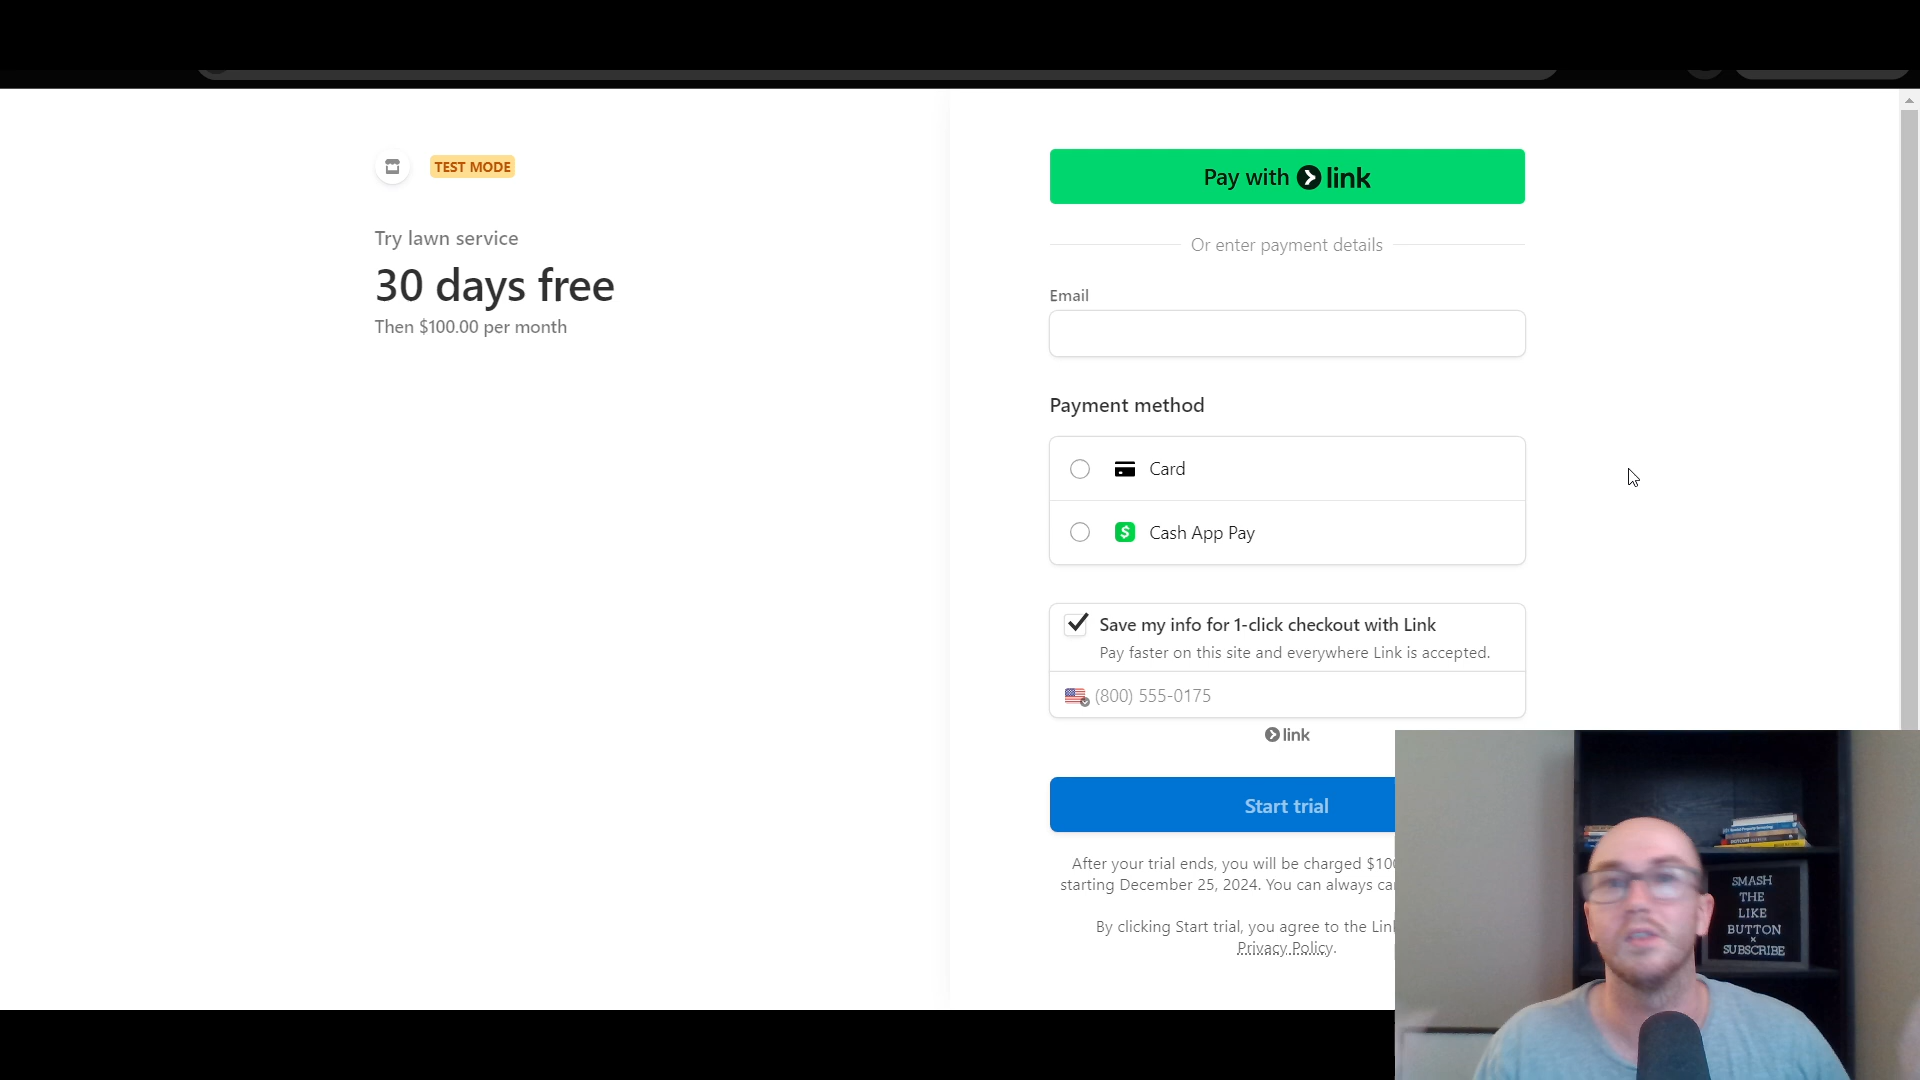 TEST MODE
Try lawn service
30 days free
Then $100.00 per month
Pay with link
Or enter payment details
Email
Payment method
Card
$ Cash App Pay
Save my info for 1-click checkout with Link
Pay faster on this site and everywhere Link is accepted.
(800) 555-0175
link
Start trial
After your trial ends, you will be charged
starting December 25, 2024. You can always
By clicking Start trial, you agree to the
Privacy Policy.
SMASH
THE
LIKE
BUTTON
×
SUBSCRIBE